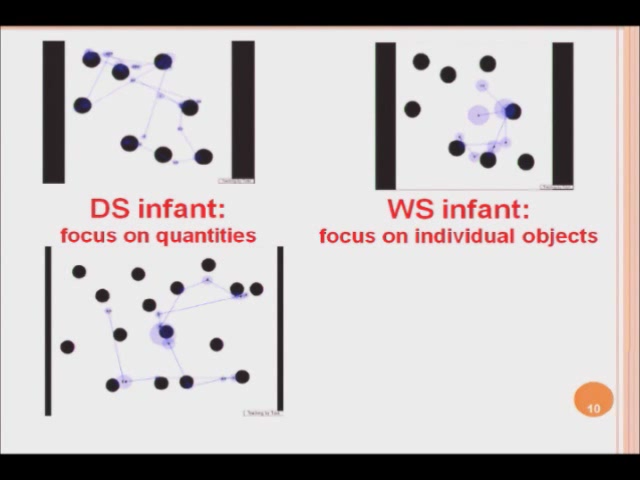 DS infant:
focus on quantities
WS infant:
focus on individual objects
10